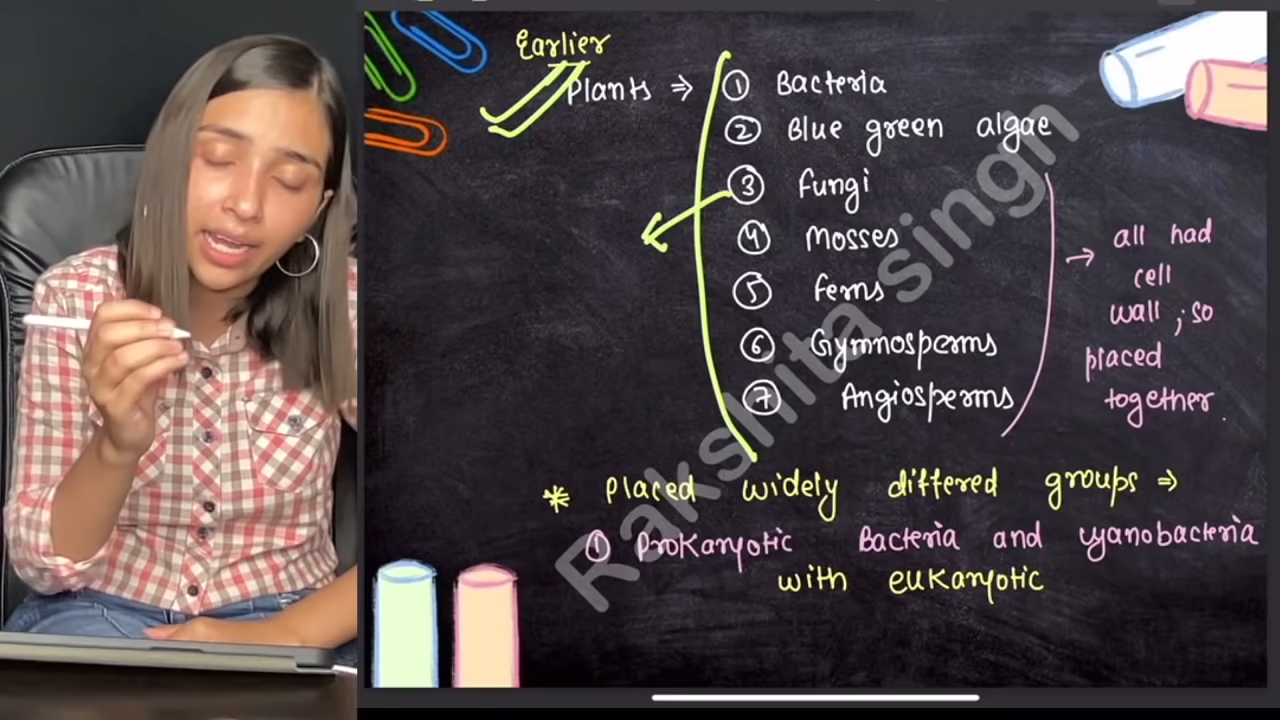 Earlier
Plants ⇒ ① Bacteria
② Blue green algae
③ Fungi
④ Mosses
⑤ Ferns
⑥ Gymnosperms
⑦ Angiosperms
→ all had
cell
wall ; so
placed
together.
* Placed widely differed groups ⇒
① Prokaryotic Bacteria and cyanobacteria
with eukaryotic
Rakshita singh